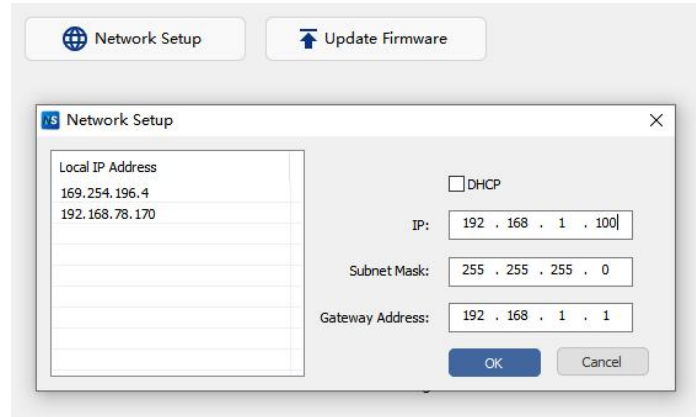 Network Setup
Update Firmware
NS Network Setup
Local IP Address
169.254.196.4
192.168.78.170
DHCP
IP: 192 . 168 . 1 . 100
Subnet Mask: 255 . 255 . 255 . 0
Gateway Address: 192 . 168 . 1 . 1
OK
Cancel